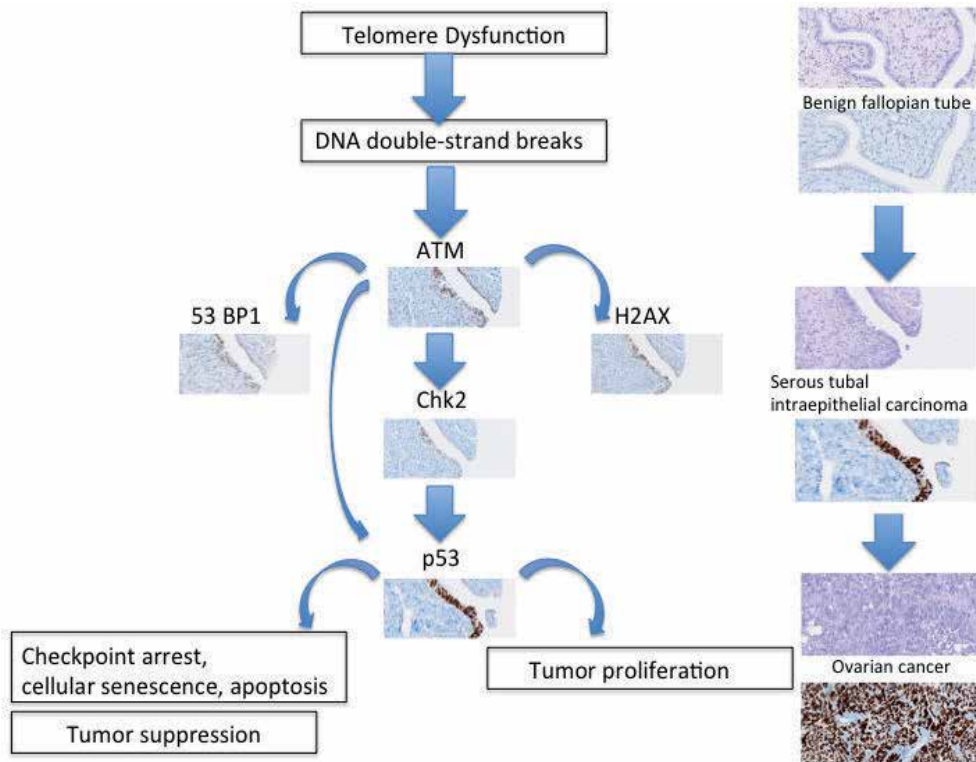 Telomere Dysfunction
DNA double-strand breaks
ATM
53 BP1
H2AX
Chk2
p53
Checkpoint arrest,
cellular senescence, apoptosis
Tumor suppression
Tumor proliferation
Benign fallopian tube
Serous tubal
intraepithelial carcinoma
Ovarian cancer